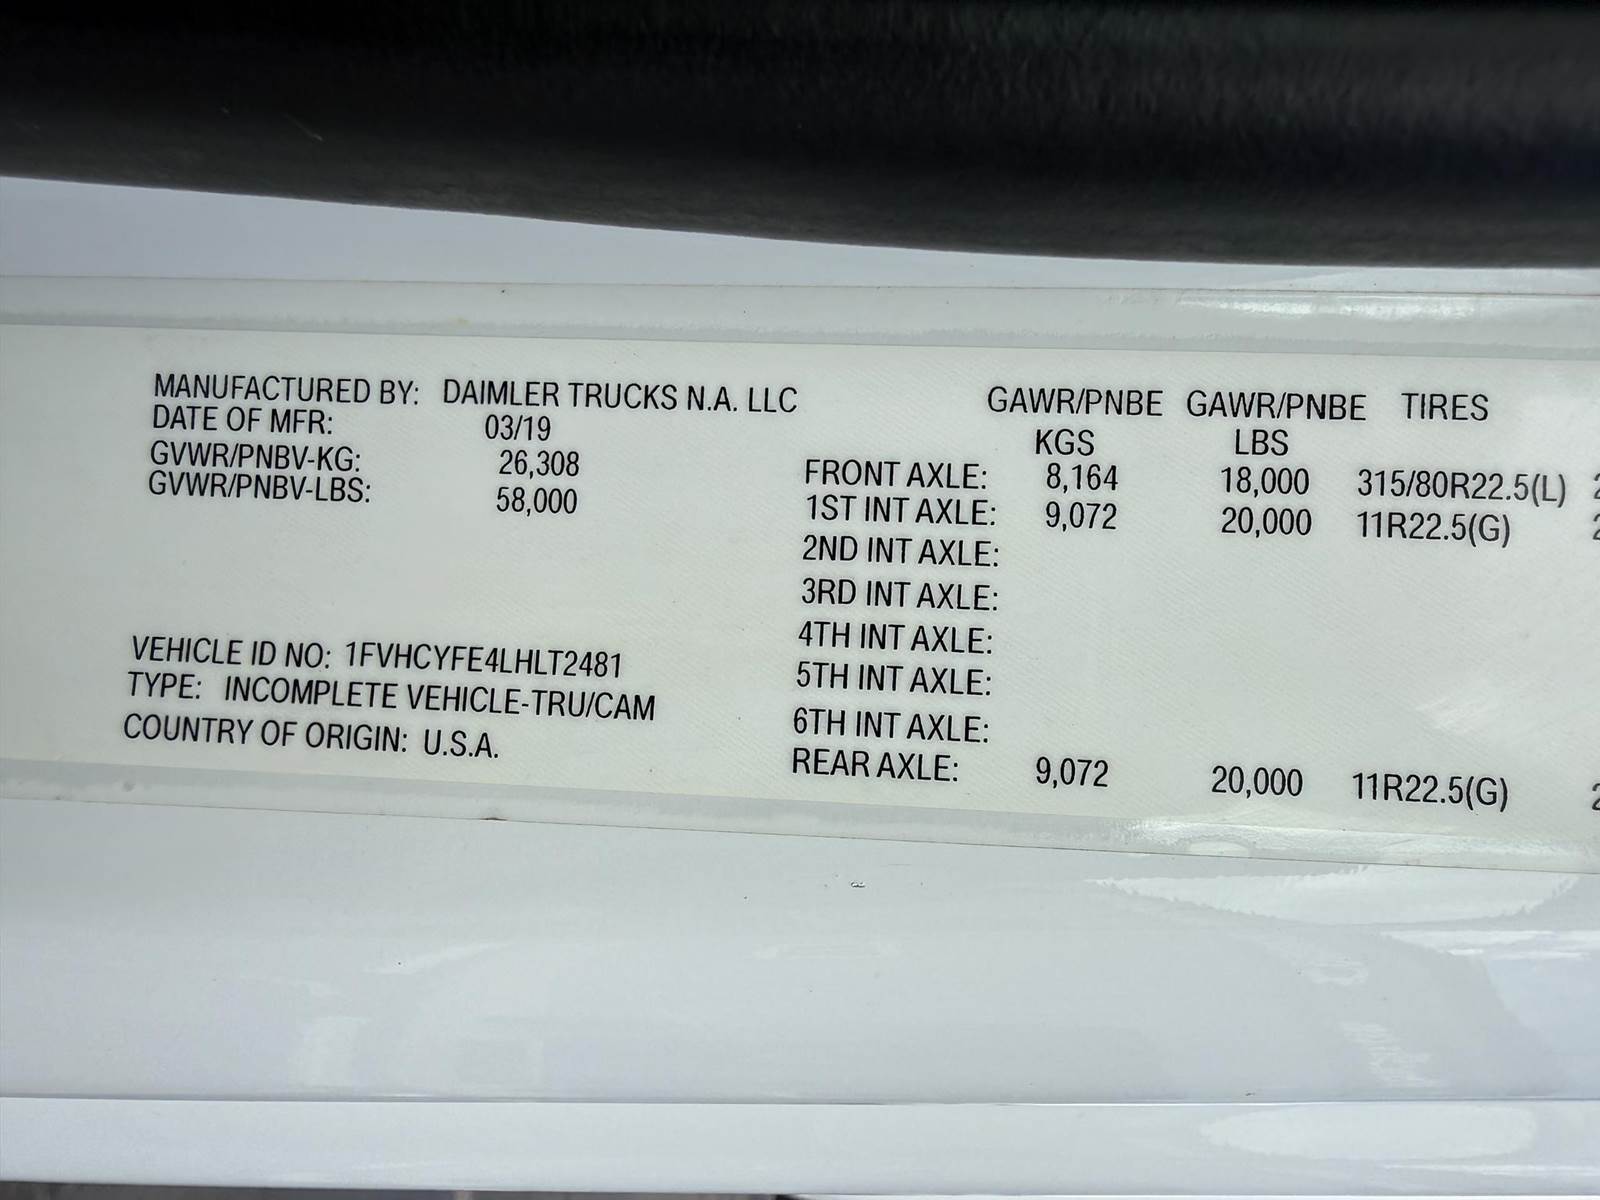 MANUFACTURED BY: DAIMLER TRUCKS N.A. LLC
DATE OF MFR: 03/19
GVWR/PNBV-KG: 26,308
GVWR/PNBV-LBS: 58,000
VEHICLE ID NO: 1FVHCYFE4LHLT2481
TYPE: INCOMPLETE VEHICLE-TRU/CAM
COUNTRY OF ORIGIN: U.S.A.
GAWR/PNBE GAWR/PNBE TIRES
KGS LBS
FRONT AXLE: 8,164 18,000 315/80R22.5(L)
1ST INT AXLE: 9,072 20,000 11R22.5(G)
2ND INT AXLE:
3RD INT AXLE:
4TH INT AXLE:
5TH INT AXLE:
6TH INT AXLE:
REAR AXLE: 9,072 20,000 11R22.5(G)